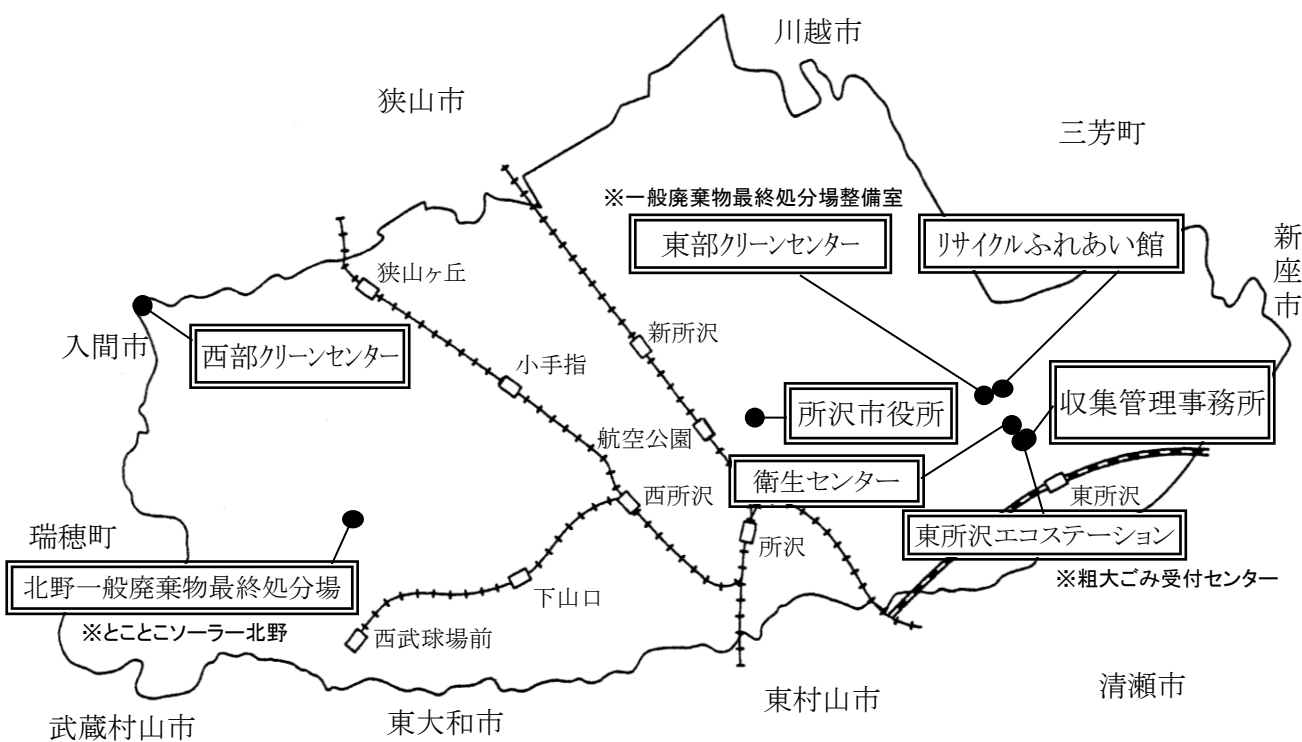 川越市
狭山市
三芳町
※一般廃棄物最終処分場整備室
東部クリーンセンター
リサイクルふれあい館
新座市
狭山ヶ丘
入間市
西部クリーンセンター
新所沢
小手指
所沢市役所
収集管理事務所
航空公園
衛生センター
西所沢
東所沢
瑞穂町
所沢
東所沢エコステーション
北野一般廃棄物最終処分場
※粗大ごみ受付センター
下山口
※とことこソーラー北野
西武球場前
清瀬市
東村山市
東大和市
武蔵村山市